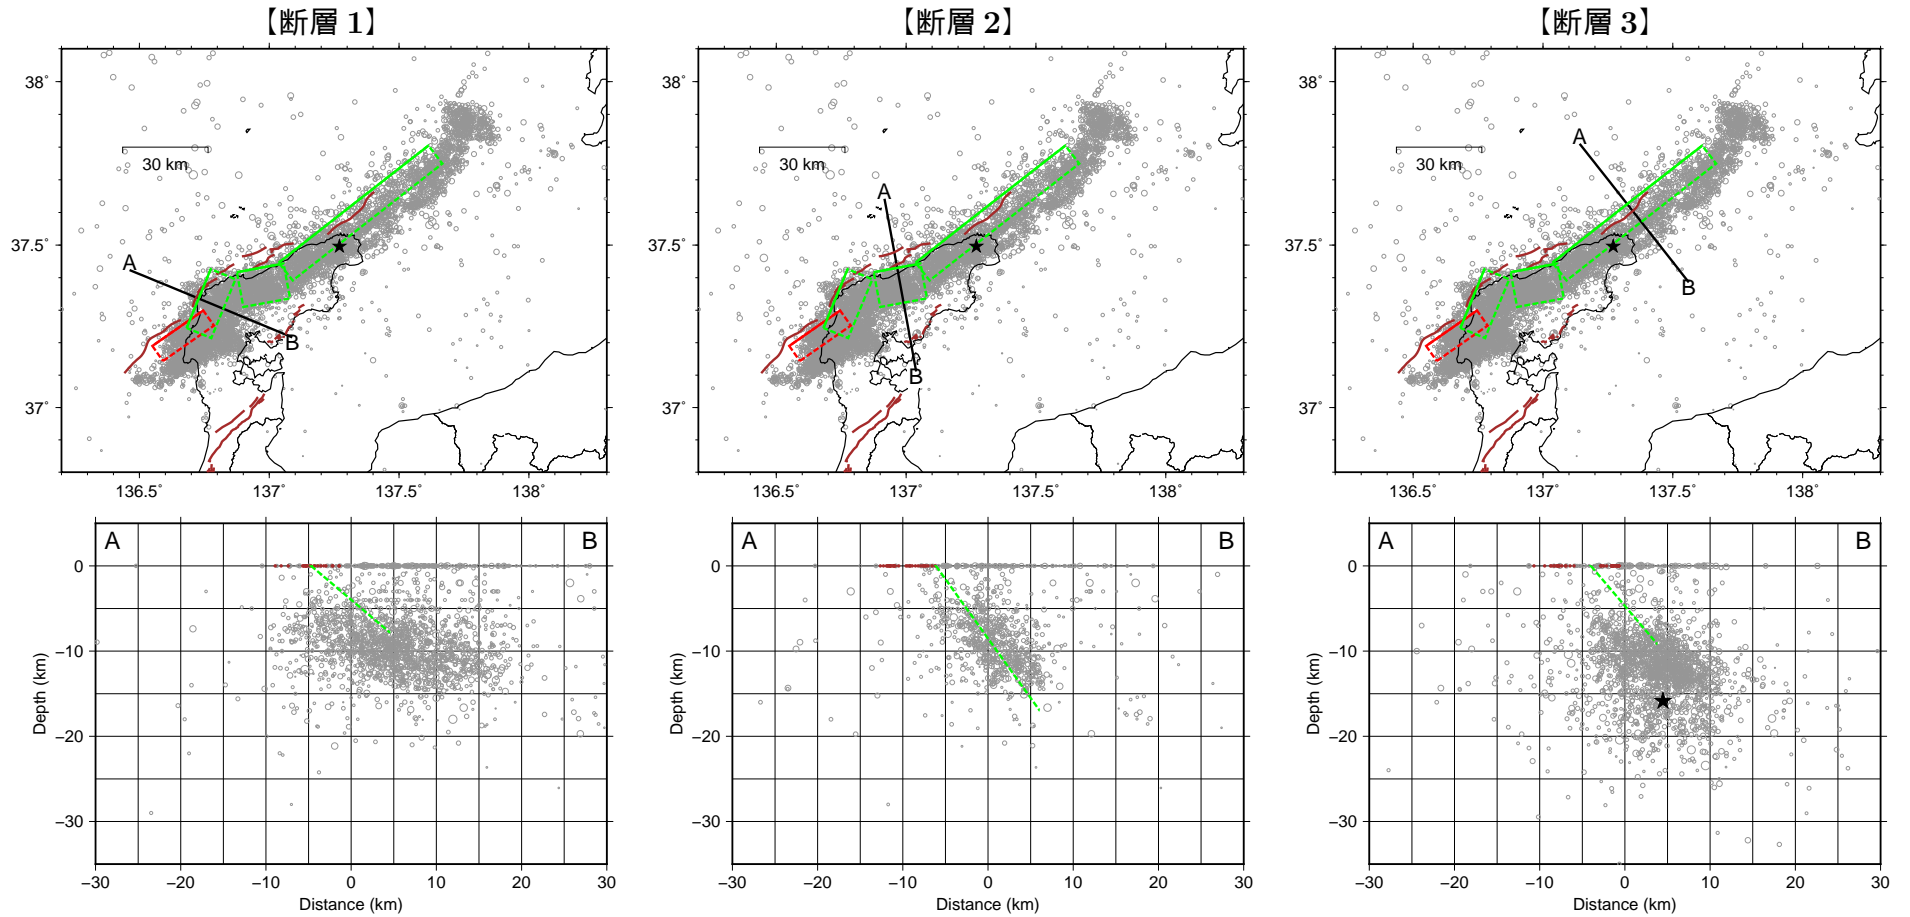 【断層 1】
【断層 2】
【断層 3】
38˚
37.5˚
37˚
A
B
30 km
136.5 137 137.5 138
38˚
37.5˚
37˚
A
B
30 km
136.5 137 137.5 138
38˚
37.5˚
37˚
A
B
30 km
136.5 137 137.5 138
A B
0
−10
−20
−30
Depth (km)
−30 −20 −10 0 10 20 30
Distance (km)
A B
0
−10
−20
−30
Depth (km)
−30 −20 −10 0 10 20 30
Distance (km)
A B
0
−10
−20
−30
Depth (km)
−30 −20 −10 0 10 20 30
Distance (km)